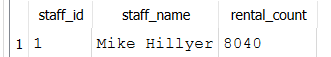 staff_id staff_name rental_count
1 1 Mike Hillyer 8040